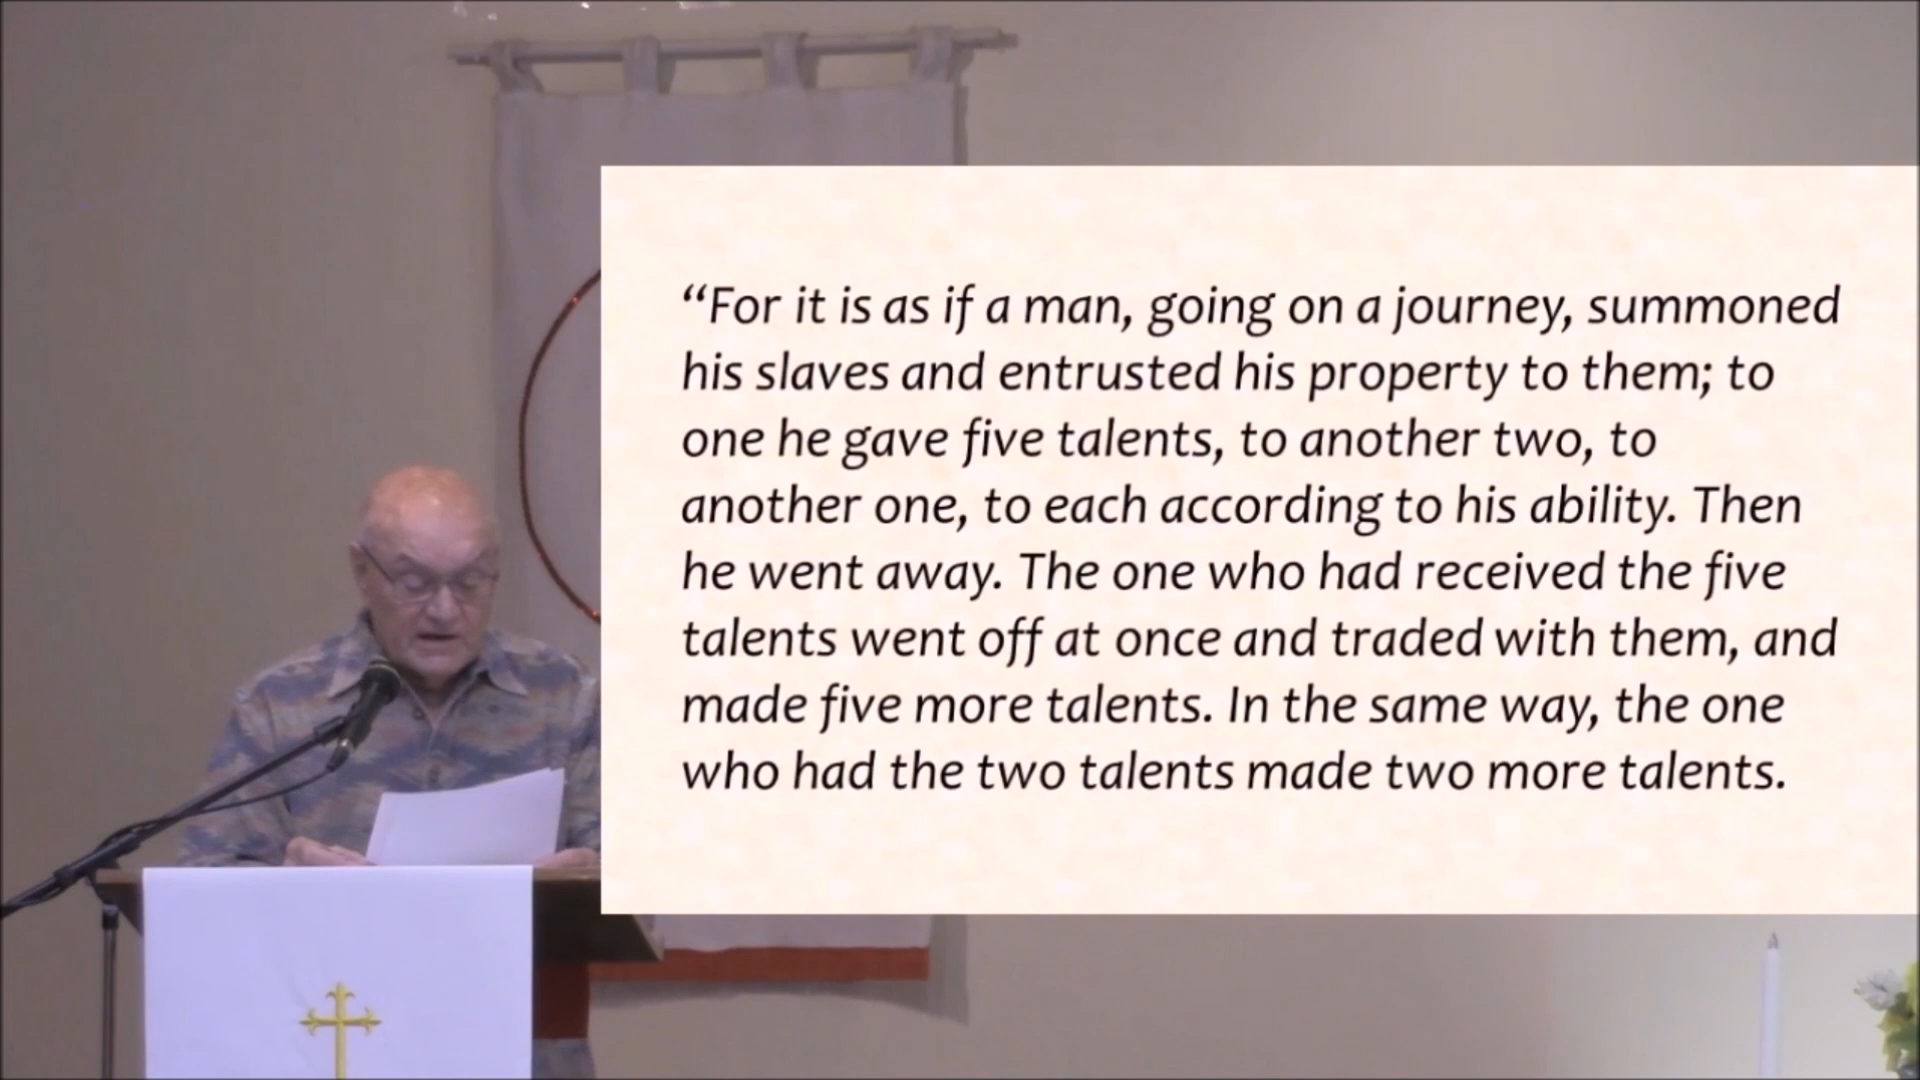 “For it is as if a man, going on a journey, summoned
his slaves and entrusted his property to them; to
one he gave five talents, to another two, to
another one, to each according to his ability. Then
he went away. The one who had received the five
talents went off at once and traded with them, and
made five more talents. In the same way, the one
who had the two talents made two more talents.